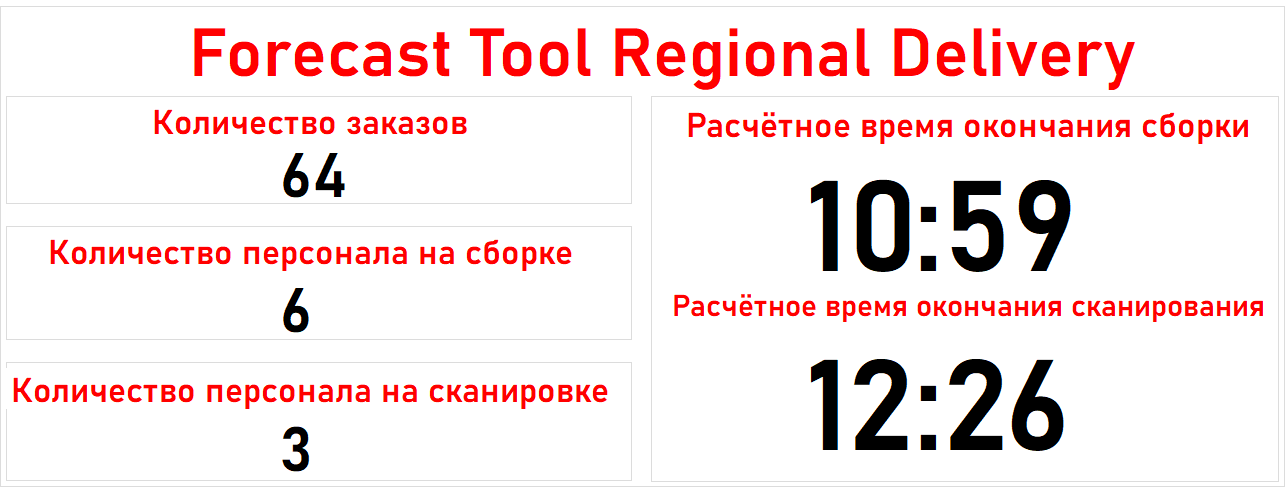 Forecast Tool Regional Delivery
Количество заказов
64
Количество персонала на сборке
6
Количество персонала на сканировке
3
Расчётное время окончания сборки
10:59
Расчётное время окончания сканирования
12:26